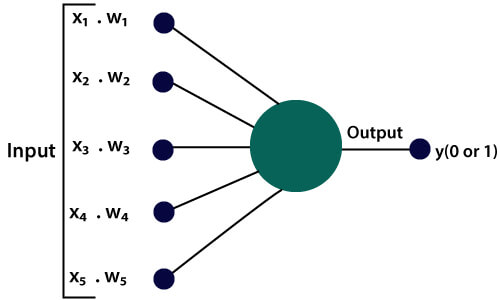 x₁ . w₁
x₂ . w₂
Input
x₃ . w₃
x₄ . w₄
x₅ . w₅
Output
y(0 or 1)